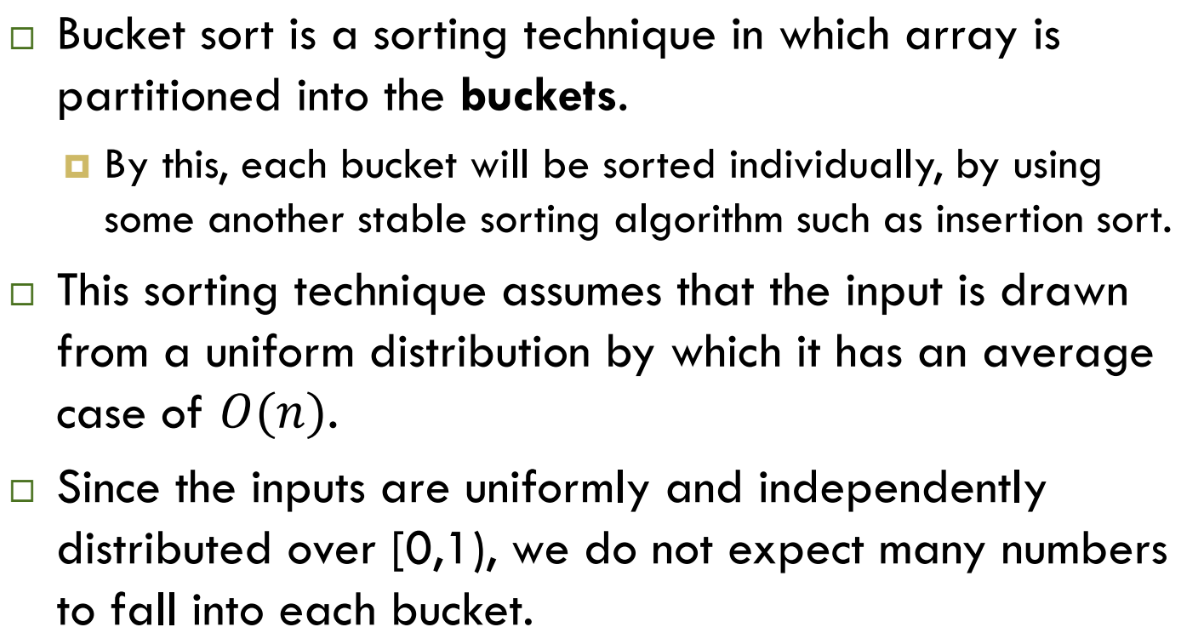 Bucket sort is a sorting technique in which array is
partitioned into the buckets.
By this, each bucket will be sorted individually, by using
some another stable sorting algorithm such as insertion sort.
This sorting technique assumes that the input is drawn
from a uniform distribution by which it has an average
case of O(n).
Since the inputs are uniformly and independently
distributed over [0,1), we do not expect many numbers
to fall into each bucket.